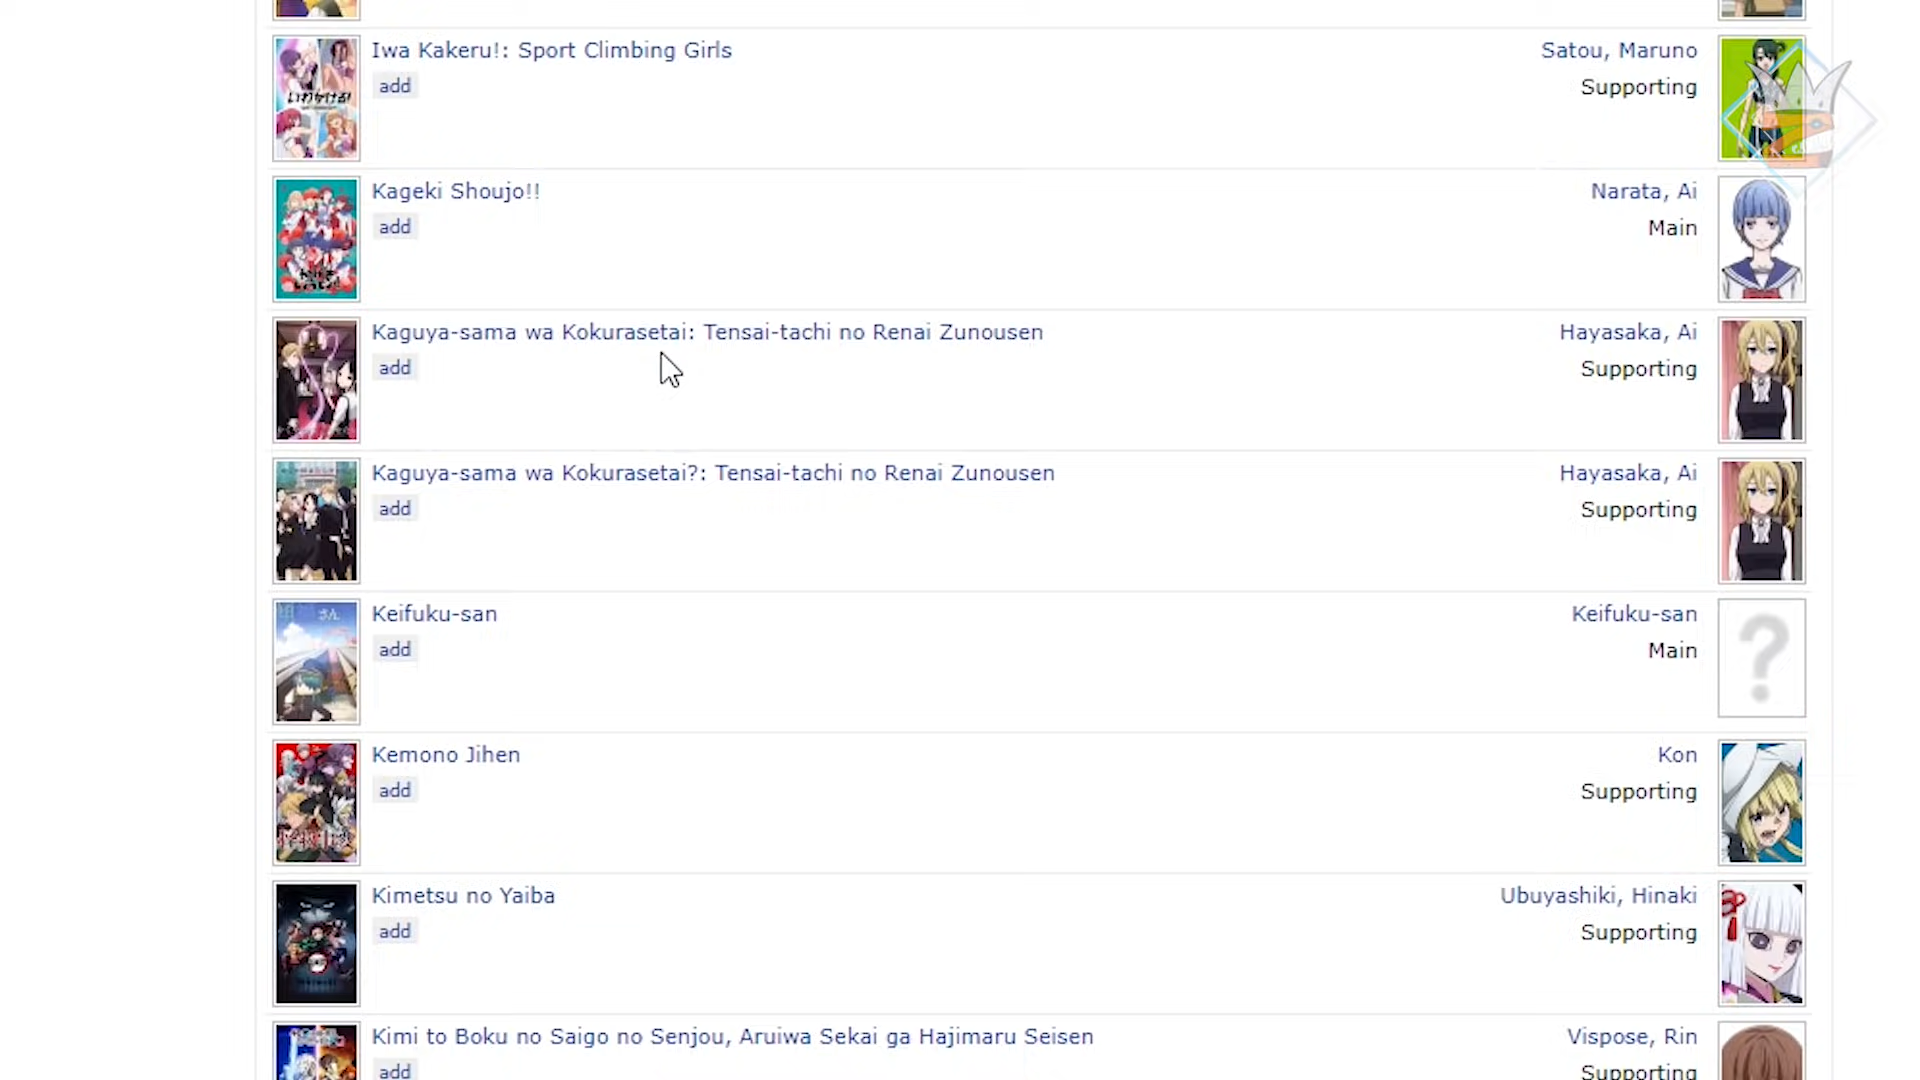 Iwa Kakeru!: Sport Climbing Girls
add
Satou, Maruno
Supporting
Kageki Shoujo!!
add
Narata, Ai
Main
Kaguya-sama wa Kokurasetai: Tensai-tachi no Renai Zunousen
add
Hayasaka, Ai
Supporting
Kaguya-sama wa Kokurasetai?: Tensai-tachi no Renai Zunousen
add
Hayasaka, Ai
Supporting
Keifuku-san
add
Keifuku-san
Main
Kemono Jihen
add
Kon
Supporting
Kimetsu no Yaiba
add
Ubuyashiki, Hinaki
Supporting
Kimi to Boku no Saigo no Senjou, Aruiwa Sekai ga Hajimaru Seisen
add
Vispose, Rin
Supporting